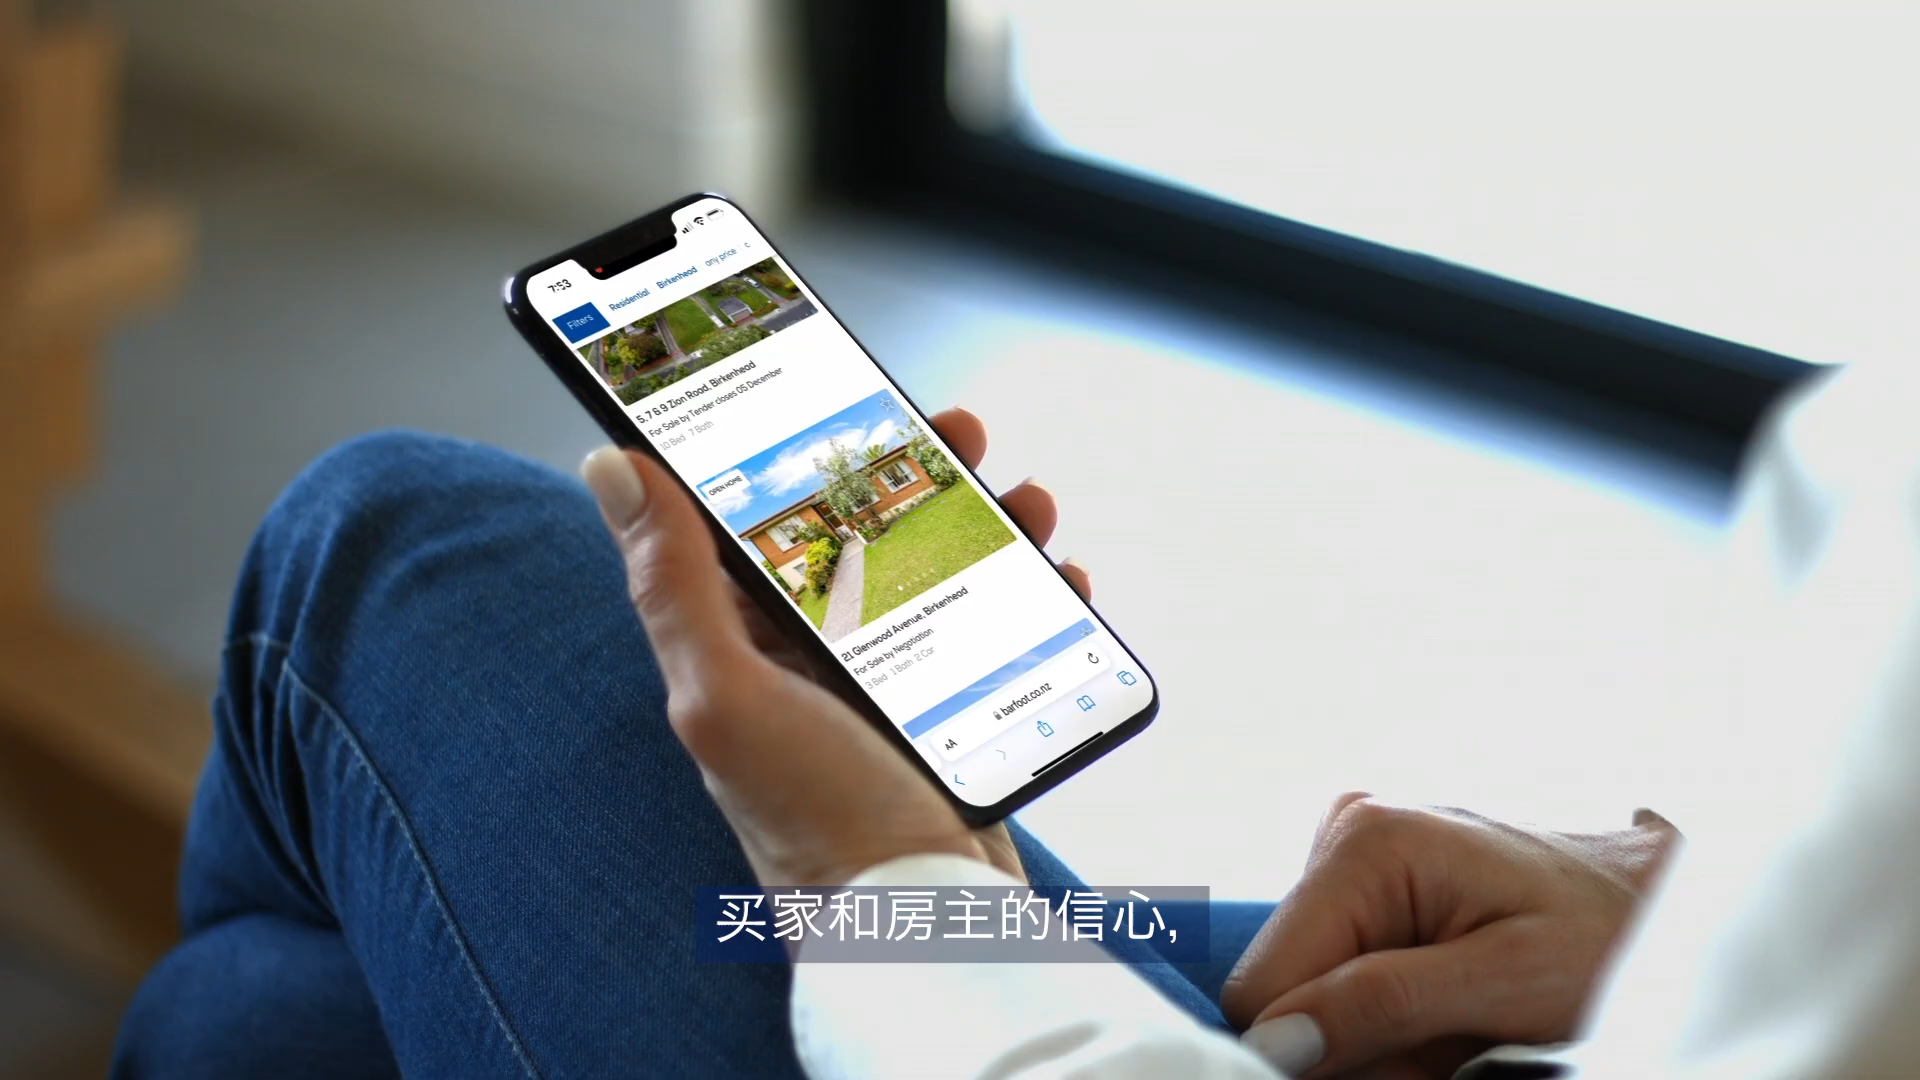 7:53
Filters Residential Birkenhead any price
5, 7 & 9 Zion Road, Birkenhead
For Sale by Tender closes 05 December
10 Bed 7 Bath
OPEN HOME
21 Glenwood Avenue, Birkenhead
For Sale by Negotiation
3 Bed 1 Bath 2 Car
AA barfoot.co.nz
买家和房主的信心,